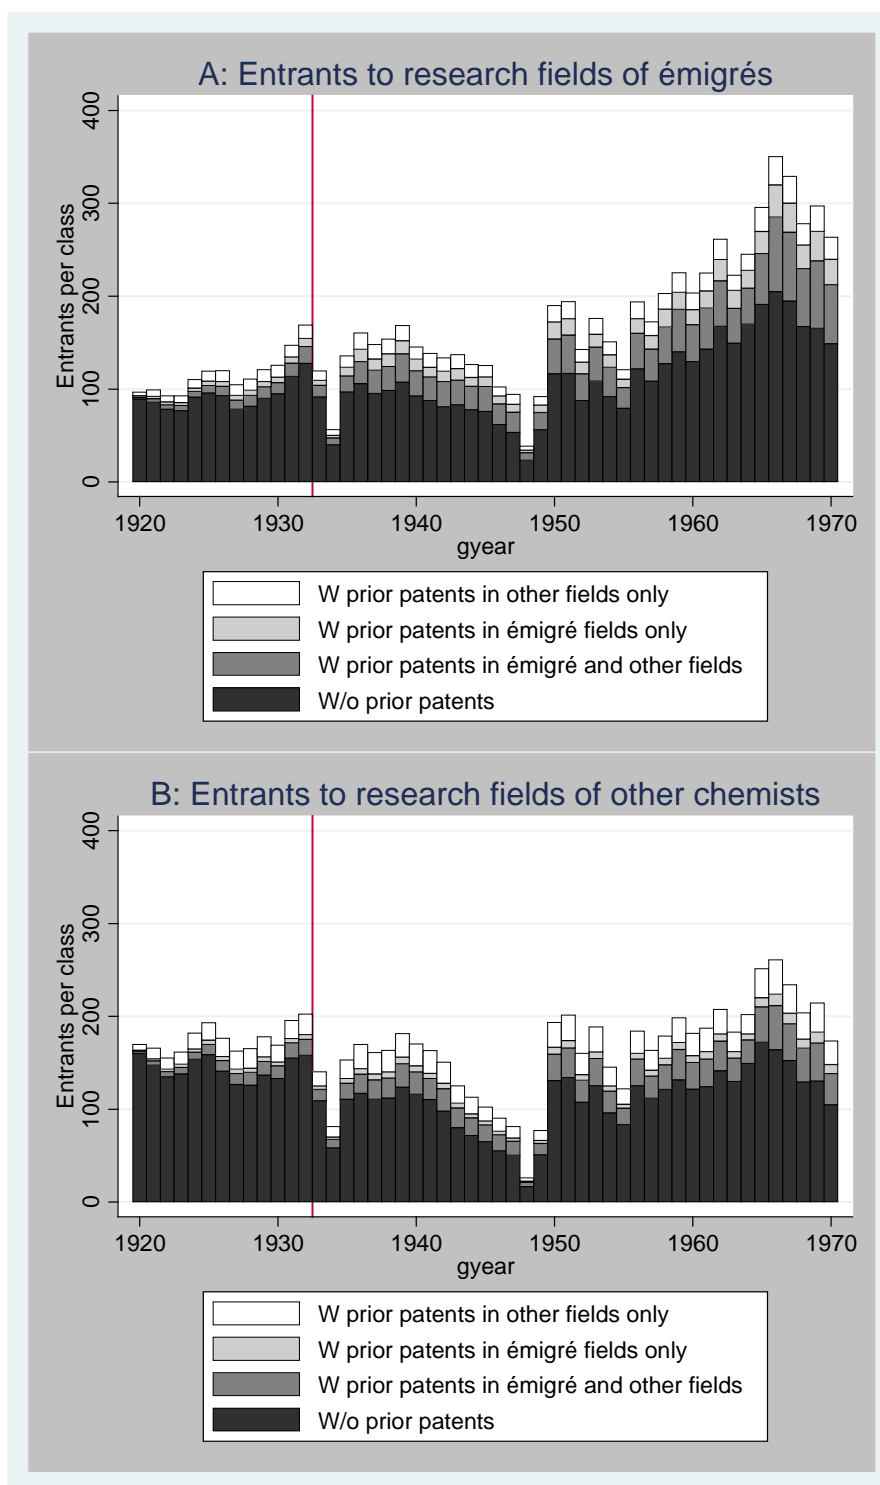 A: Entrants to research fields of émigrés
Entrants per class
400
300
200
100
0
1920 1930 1940 1950 1960 1970
gyear
W prior patents in other fields only
W prior patents in émigré fields only
W prior patents in émigré and other fields
W/o prior patents
B: Entrants to research fields of other chemists
Entrants per class
400
300
200
100
0
1920 1930 1940 1950 1960 1970
gyear
W prior patents in other fields only
W prior patents in émigré fields only
W prior patents in émigré and other fields
W/o prior patents